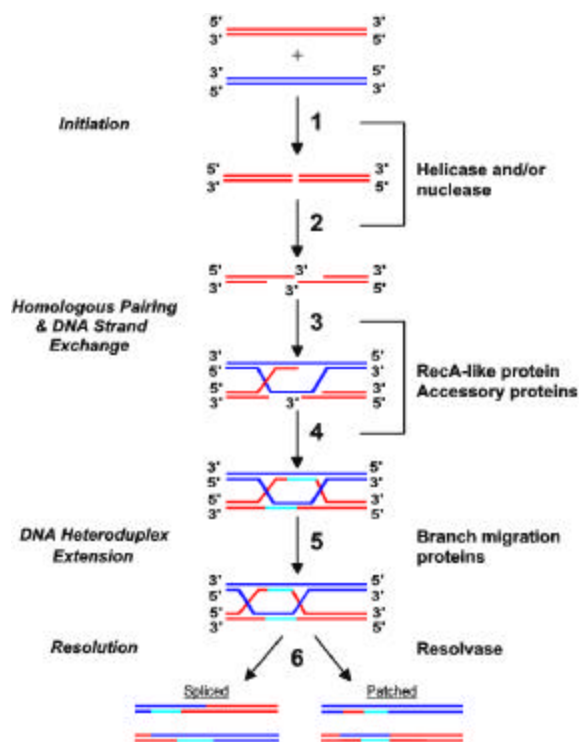 5' 3'
3' 5'
+
3' 5'
5' 3'
Initiation
1
5' 3'
3' 5'
Helicase and/or
nuclease
2
5' 3' 3'
3' 3' 5'
Homologous Pairing
& DNA Strand
Exchange
3
3' 5'
5' 3'
5' 3'
3' 3' 5'
RecA-like protein
Accessory proteins
4
3' 5'
5' 3'
5' 3'
3' 5'
DNA Heteroduplex
Extension
5
Branch migration
proteins
3' 5'
5' 3'
5' 3'
3' 5'
Resolution
6
Resolvase
Spliced
Patched